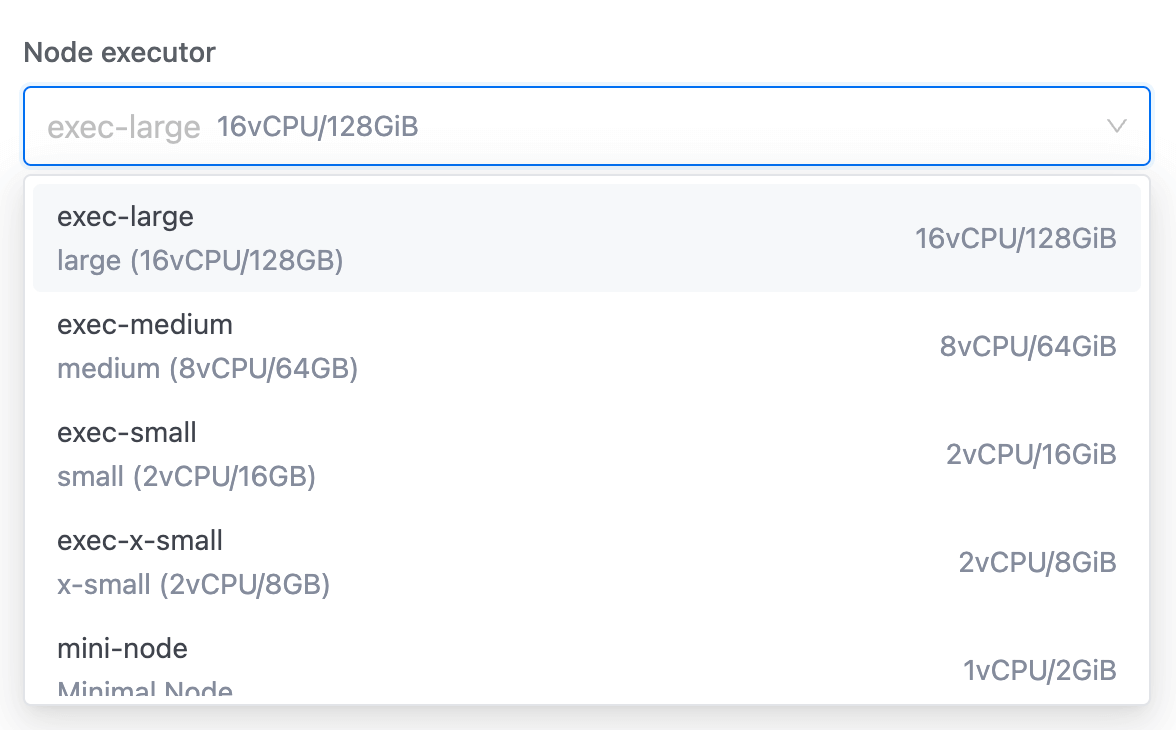 Node executor
exec-large 16vCPU/128GiB
exec-large
large (16vCPU/128GB)
16vCPU/128GiB
exec-medium
medium (8vCPU/64GB)
8vCPU/64GiB
exec-small
small (2vCPU/16GB)
2vCPU/16GiB
exec-x-small
x-small (2vCPU/8GB)
2vCPU/8GiB
mini-node
Minimal Node
1vCPU/2GiB